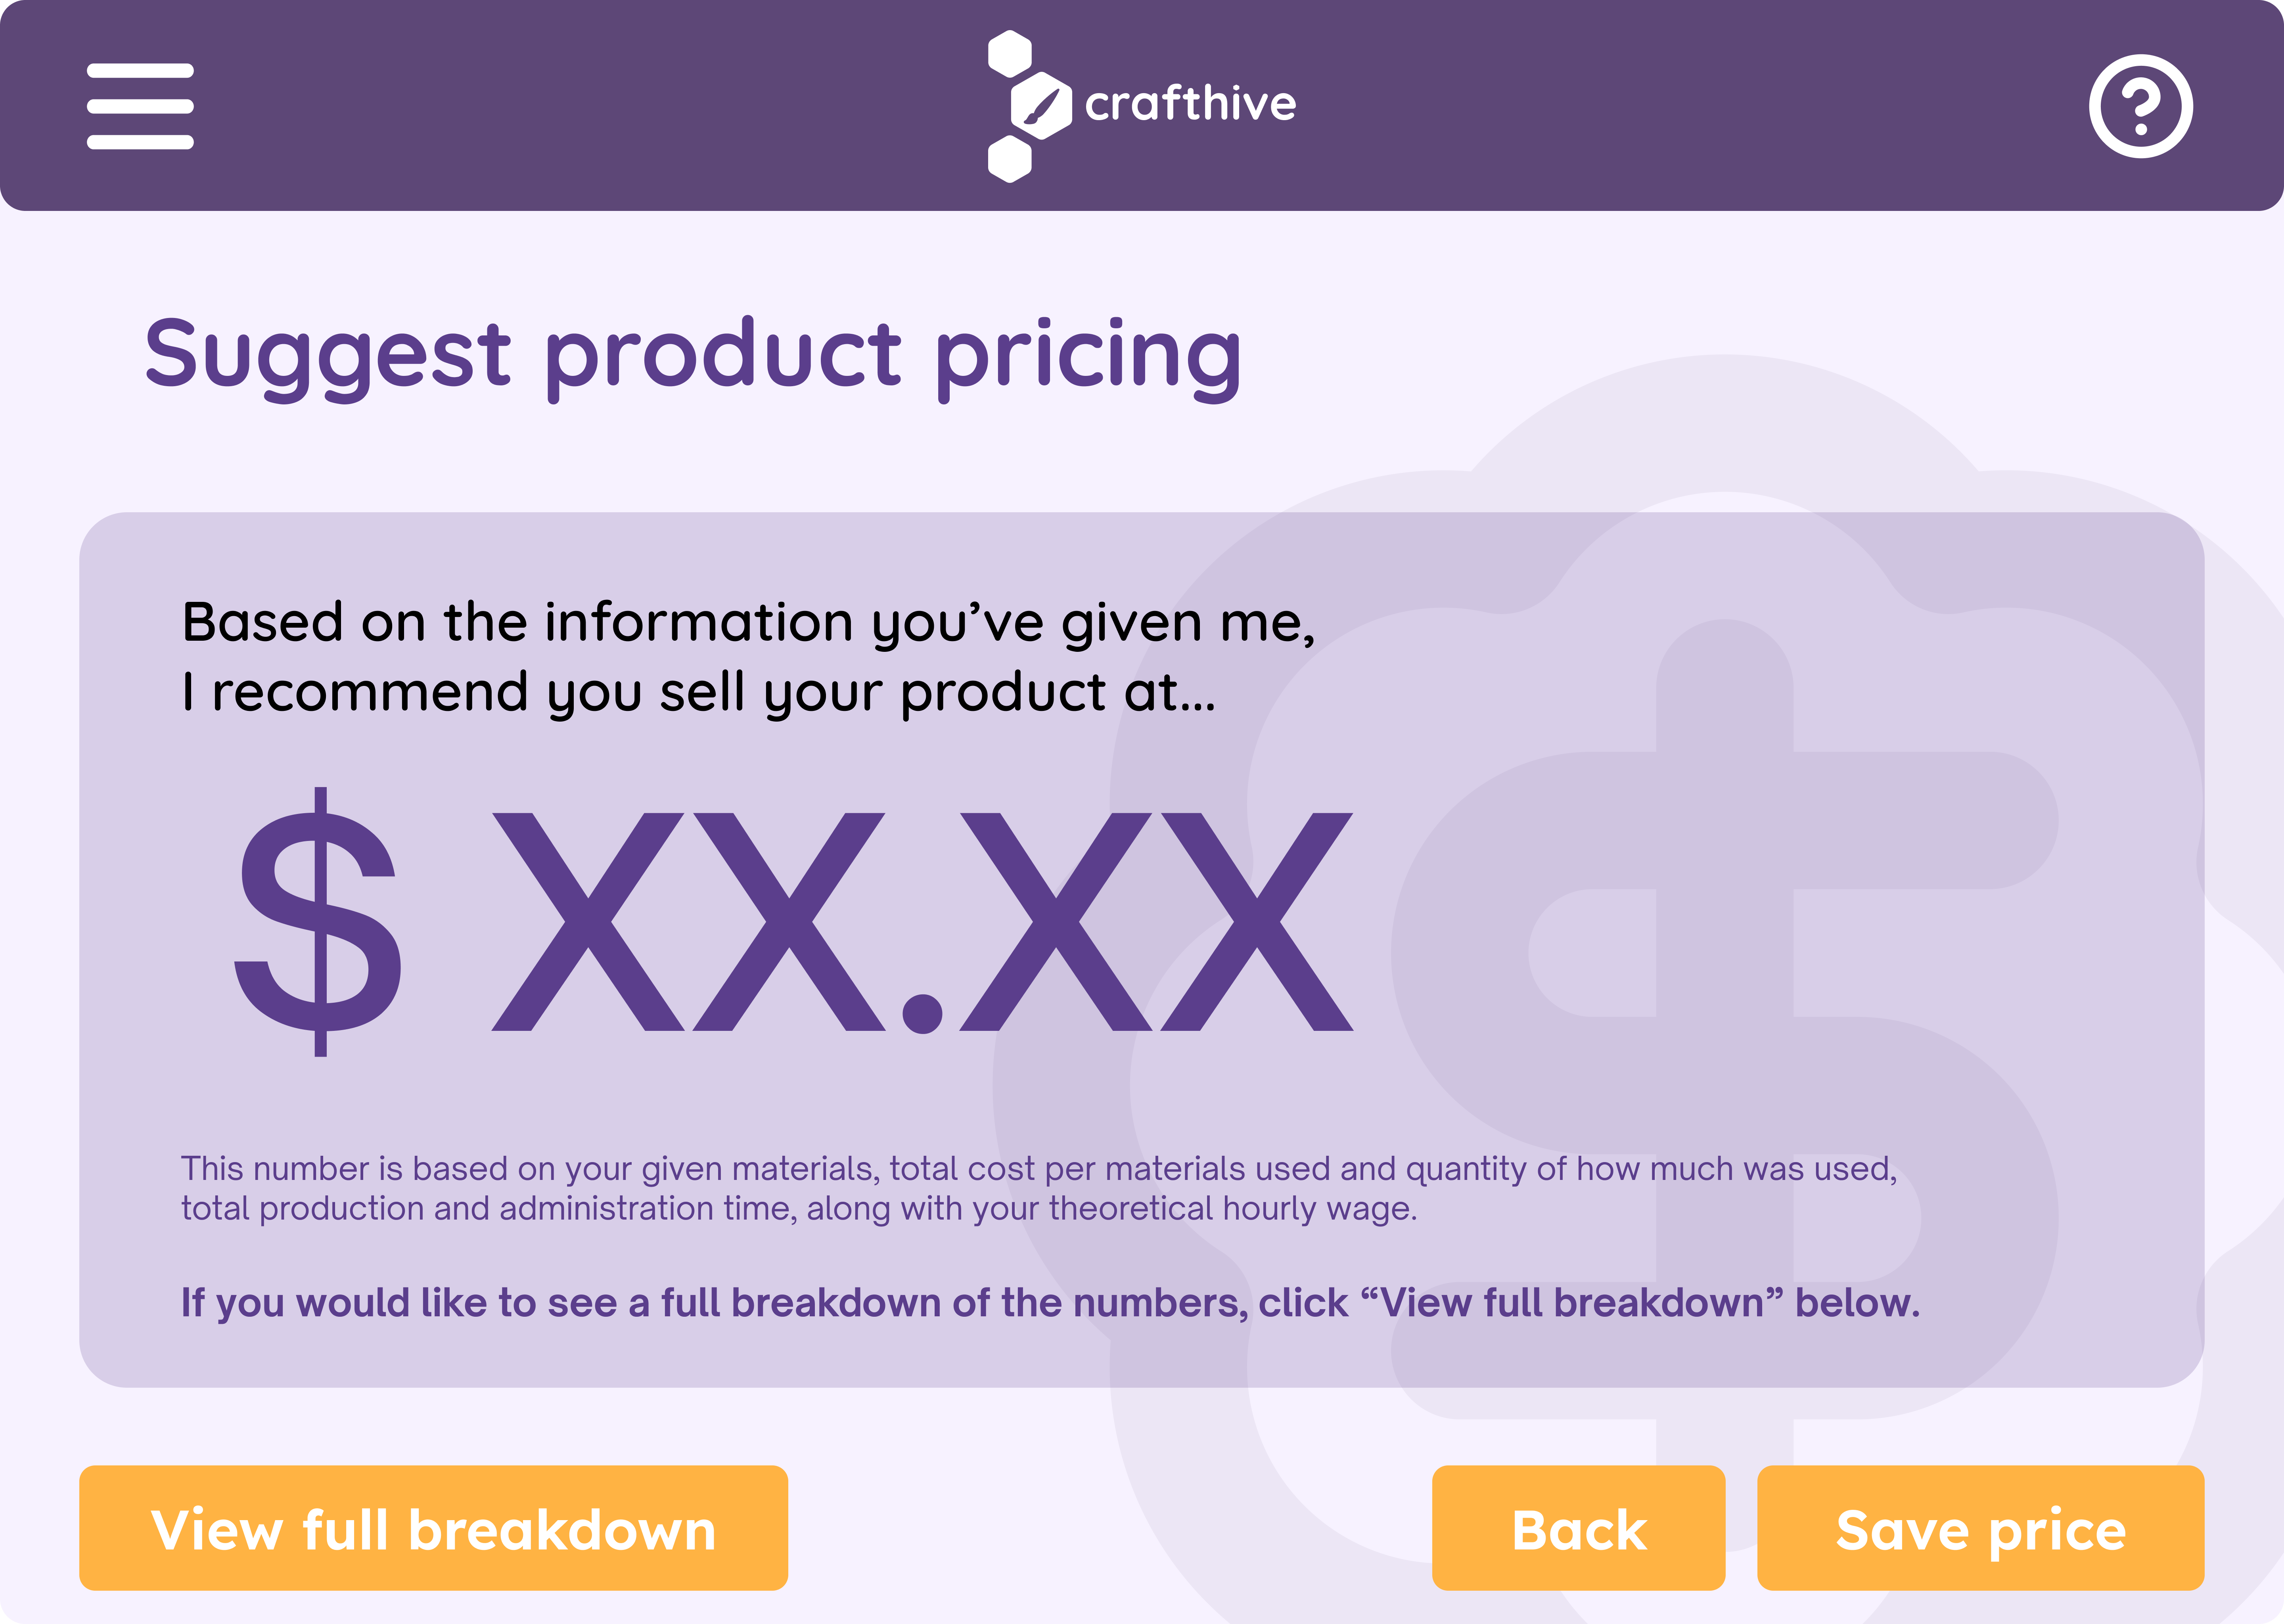 crafthive
?
Suggest product pricing
Based on the information you’ve given me,
I recommend you sell your product at...
$ XX.XX
This number is based on your given materials, total cost per materials used and quantity of how much was used,
total production and administration time, along with your theoretical hourly wage.
If you would like to see a full breakdown of the numbers, click “View full breakdown” below.
View full breakdown
Back
Save price